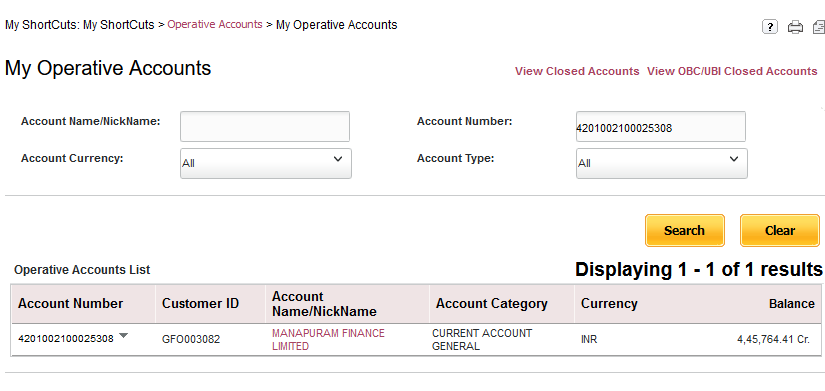 My ShortCuts: My ShortCuts > Operative Accounts > My Operative Accounts
?
My Operative Accounts
View Closed Accounts View OBC/UBI Closed Accounts
Account Name/NickName:
Account Number: 4201002100025308
Account Currency: All
Account Type: All
Search Clear
Operative Accounts List
Displaying 1 - 1 of 1 results
Account Number Customer ID Account Name/NickName Account Category Currency Balance
4201002100025308 GFO003082 MANAPURAM FINANCE LIMITED CURRENT ACCOUNT GENERAL INR 4,45,764.41 Cr.